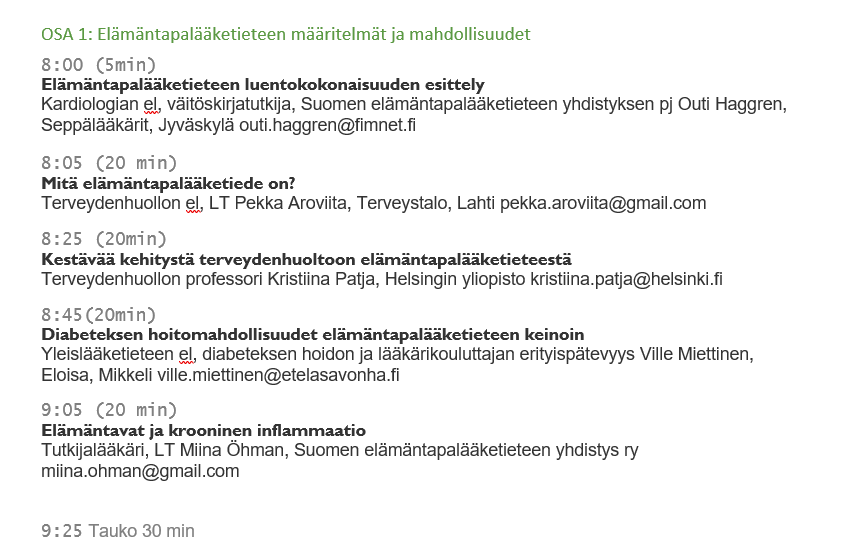 OSA 1: Elämäntapalääketieteen määritelmät ja mahdollisuudet
8:00 (5min)
Elämäntapalääketieteen luentokokonaisuuden esittely
Kardiologian el, väitöskirjatutkija, Suomen elämäntapalääketieteen yhdistyksen pj Outi Haggren,
Seppälääkärit, Jyväskylä outi.haggren@fimnet.fi
8:05 (20 min)
Mitä elämäntapalääketiede on?
Terveydenhuollon el, LT Pekka Aroviita, Terveystalo, Lahti pekka.aroviita@gmail.com
8:25 (20min)
Kestävää kehitystä terveydenhuoltoon elämäntapalääketieteestä
Terveydenhuollon professori Kristiina Patja, Helsingin yliopisto kristiina.patja@helsinki.fi
8:45(20min)
Diabeteksen hoitomahdollisuudet elämäntapalääketieteen keinoin
Yleislääketieteen el, diabeteksen hoidon ja lääkärikouluttajan erityispätevyys Ville Miettinen,
Eloisa, Mikkeli ville.miettinen@etelasavonha.fi
9:05 (20 min)
Elämäntavat ja krooninen inflammaatio
Tutkijalääkäri, LT Miina Öhman, Suomen elämäntapalääketieteen yhdistys ry
miina.ohman@gmail.com
9:25 Tauko 30 min